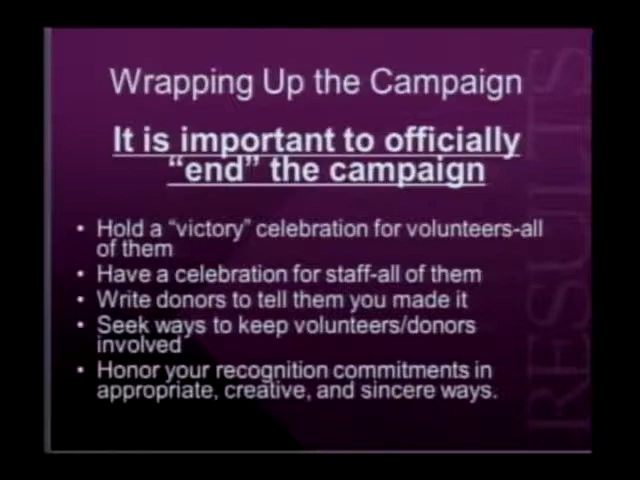 Wrapping Up the Campaign
It is important to officially
“end” the campaign
• Hold a “victory” celebration for volunteers-all
of them
• Have a celebration for staff-all of them
• Write donors to tell them you made it
• Seek ways to keep volunteers/donors
involved
• Honor your recognition commitments in
appropriate, creative, and sincere ways.
RESULTS